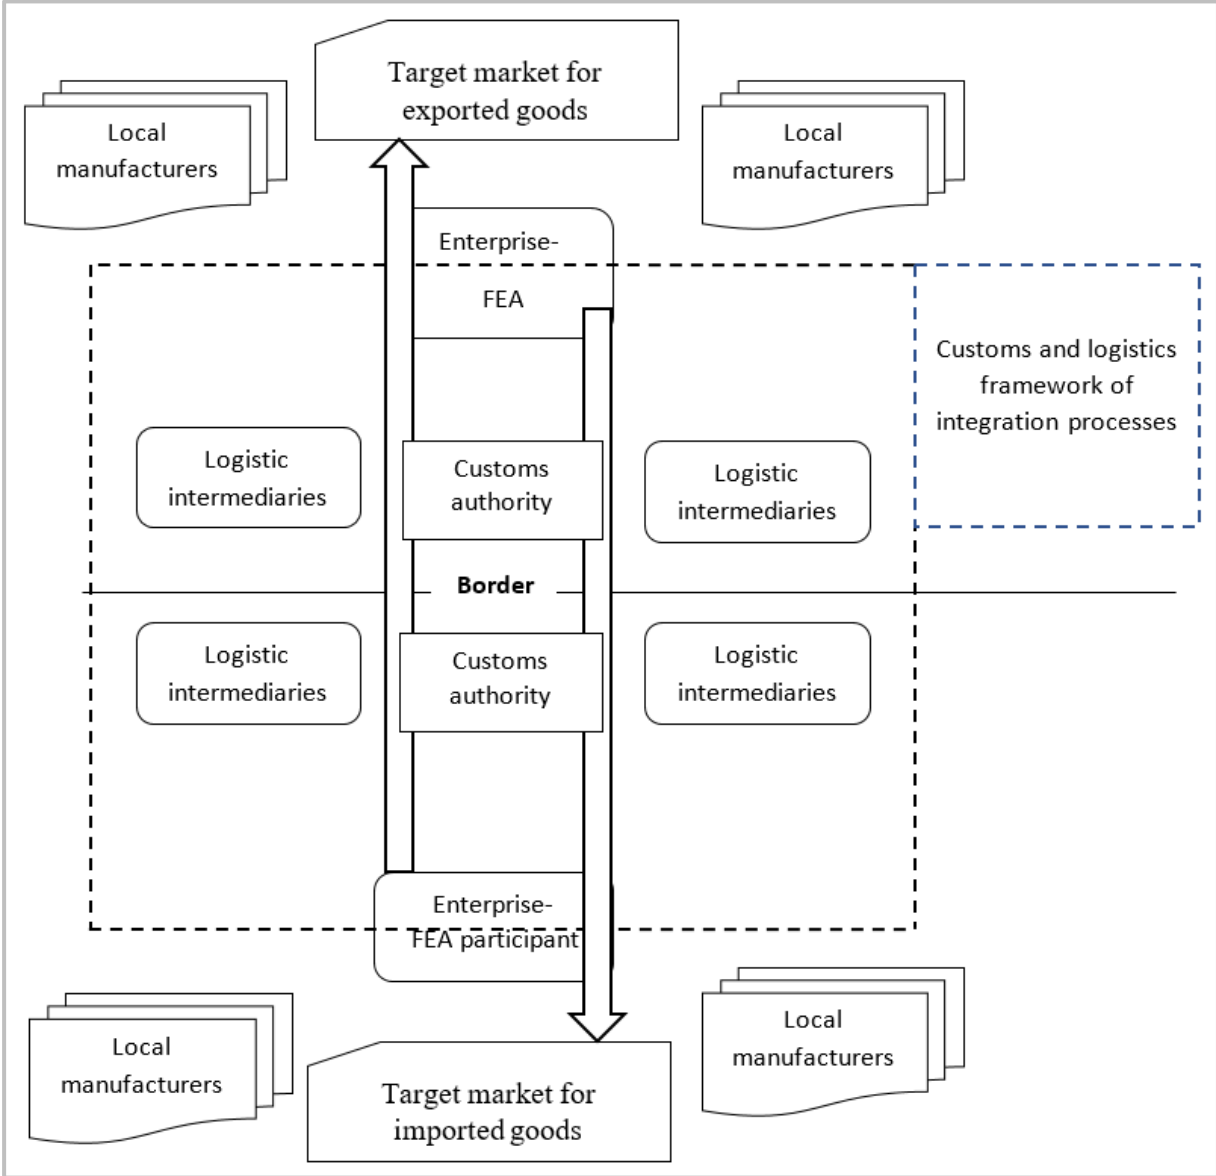 Target market for
exported goods
Local
manufacturers
Local
manufacturers
Enterprise-
FEA
Customs and logistics
framework of
integration processes
Logistic
intermediaries
Customs
authority
Logistic
intermediaries
Border
Logistic
intermediaries
Customs
authority
Logistic
intermediaries
Enterprise-
FEA participant
Local
manufacturers
Local
manufacturers
Target market for
imported goods